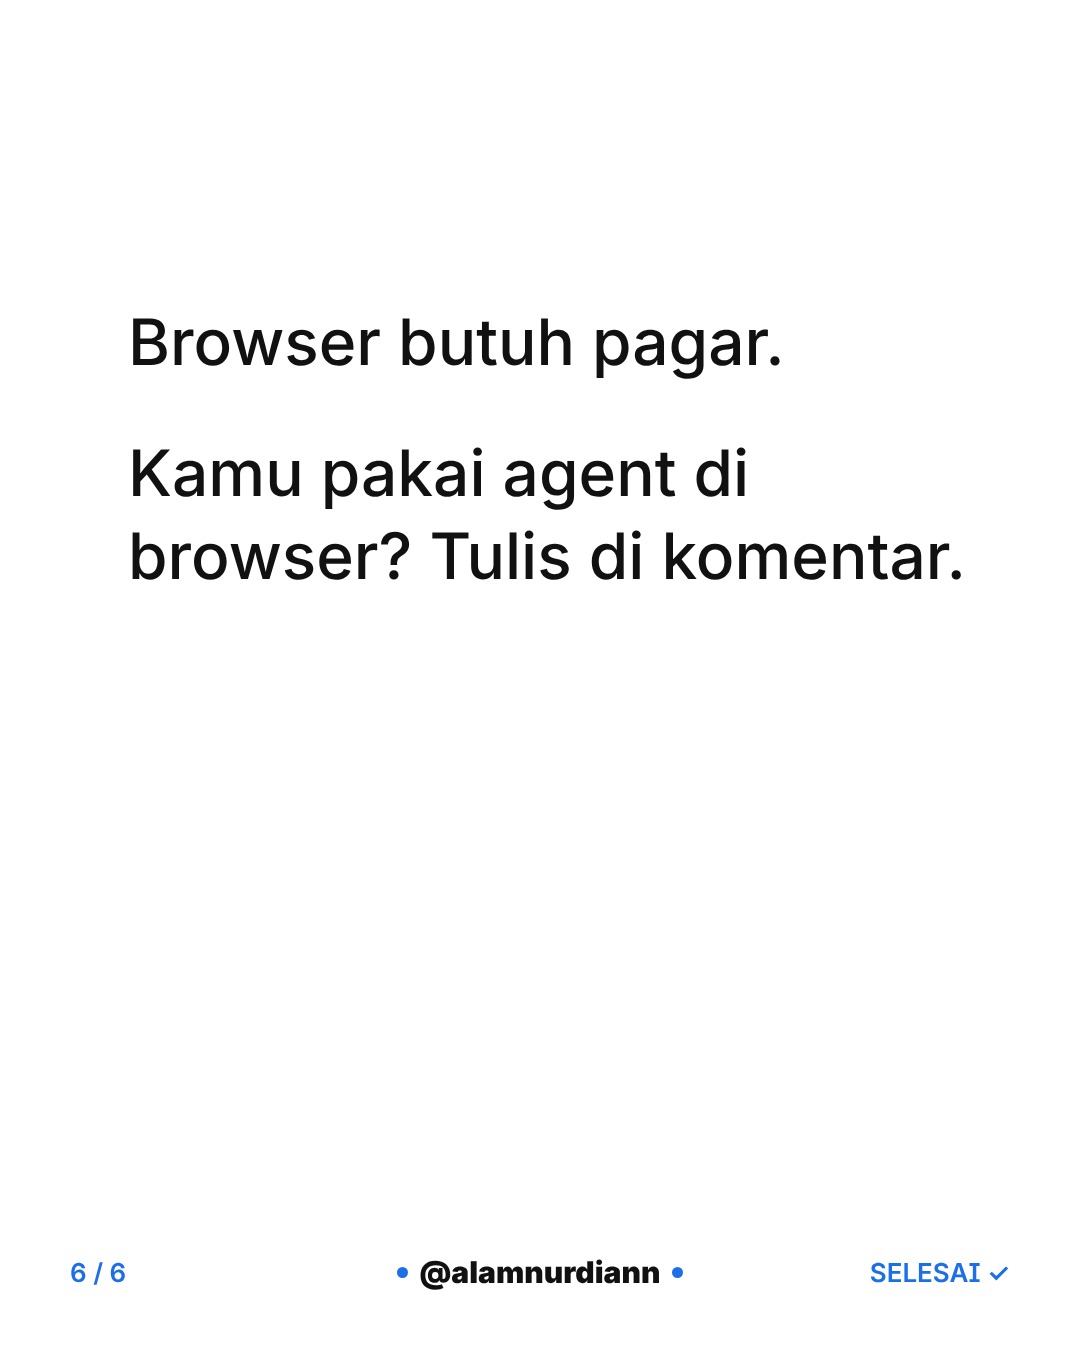 Browser butuh pagar.
Kamu pakai agent di
browser? Tulis di komentar.
6 / 6
• @alamnurdiann •
SELESAI ✓